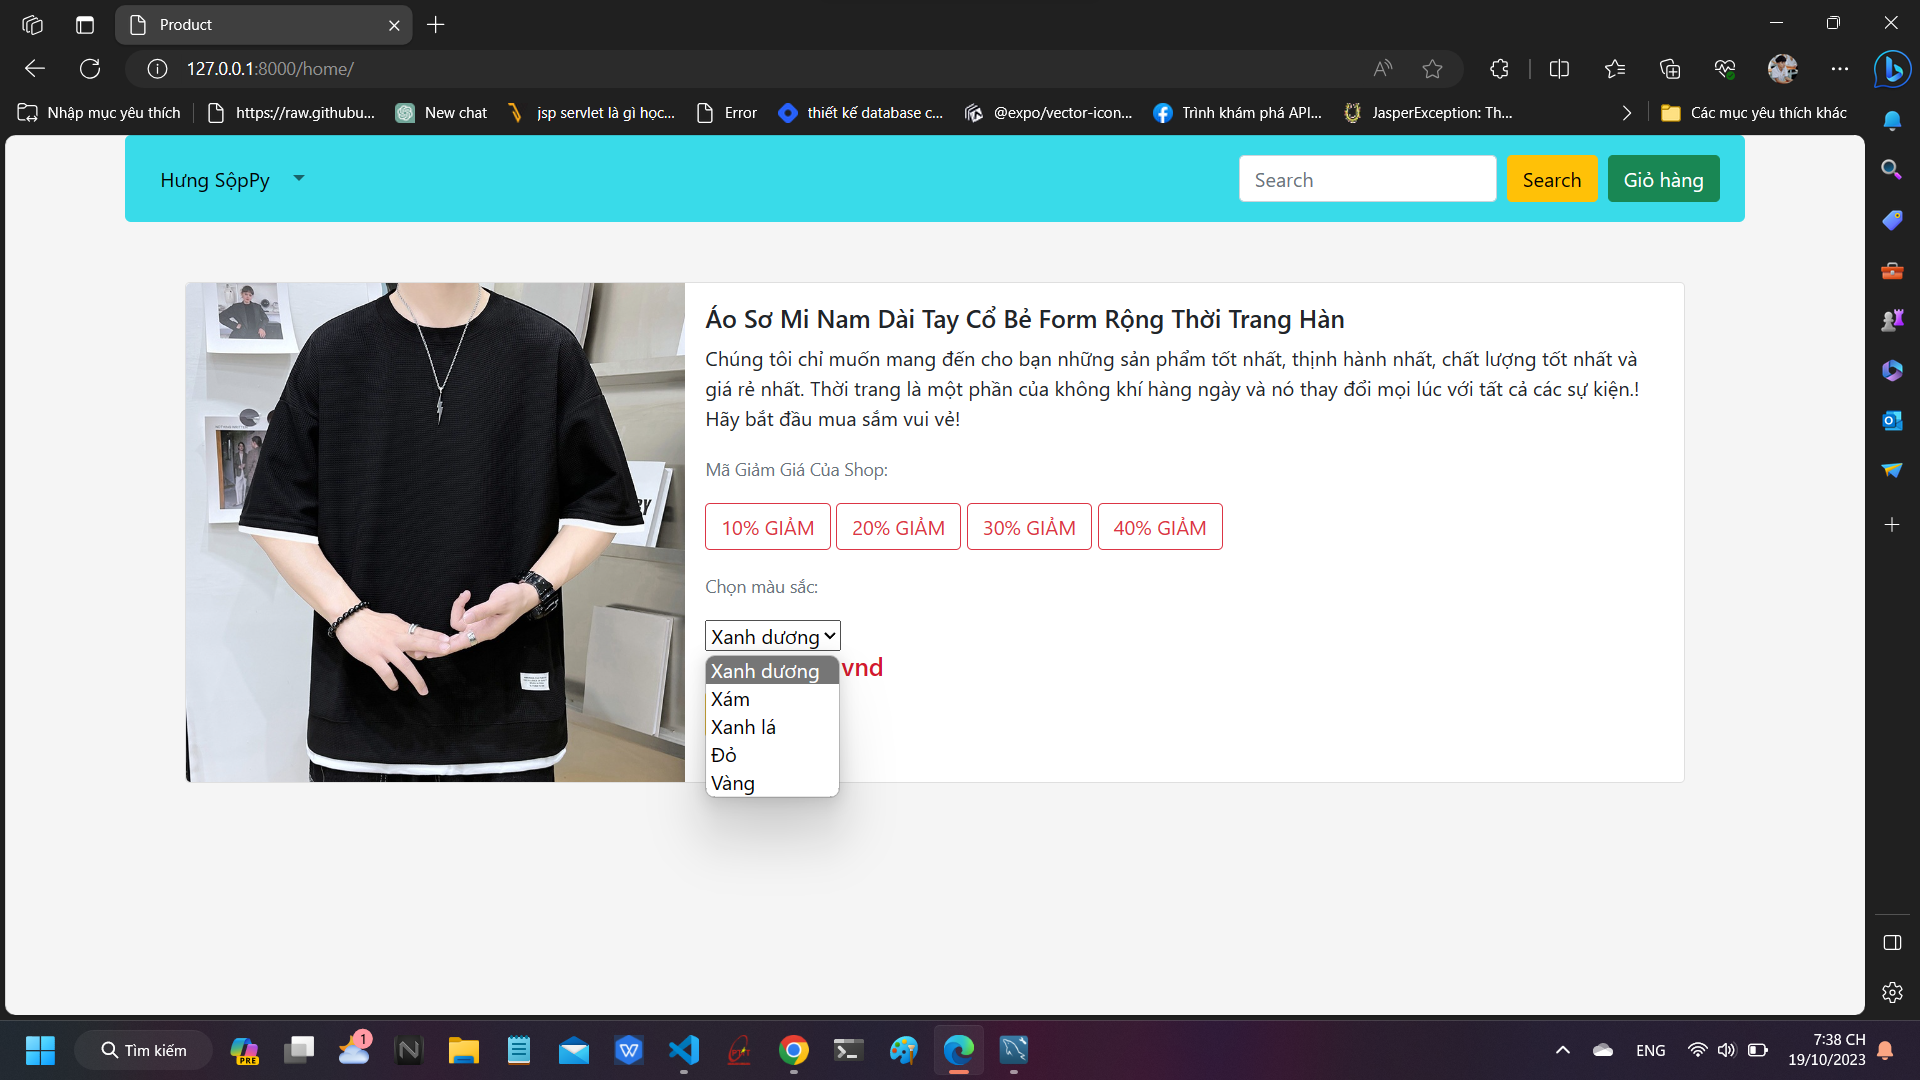 Product
127.0.0.1:8000/home/
Nhập mục yêu thích
https://raw.githubu...
New chat
jsp servlet là gì học...
Error
thiết kế database c...
@expo/vector-icon...
Trình khám phá API...
JasperException: Th...
Các mục yêu thích khác
Hưng SộpPy
Search
Search
Giỏ hàng
Áo Sơ Mi Nam Dài Tay Cổ Bẻ Form Rộng Thời Trang Hàn
Chúng tôi chỉ muốn mang đến cho bạn những sản phẩm tốt nhất, thịnh hành nhất, chất lượng tốt nhất và
giá rẻ nhất. Thời trang là một phần của không khí hàng ngày và nó thay đổi mọi lúc với tất cả các sự kiện.!
Hãy bắt đầu mua sắm vui vẻ!
Mã Giảm Giá Của Shop:
10% GIẢM
20% GIẢM
30% GIẢM
40% GIẢM
Chọn màu sắc:
Xanh dương
Xanh dương
vnd
Xám
Xanh lá
Đỏ
Vàng
Tìm kiếm
PRE
1
ENG
7:38 CH
19/10/2023